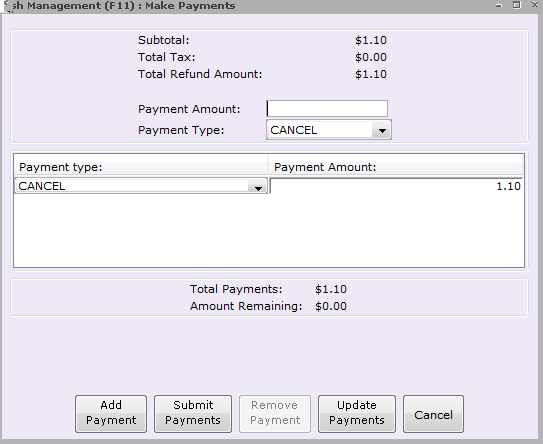 sh Management (F11) : Make Payments
Subtotal: $1.10
Total Tax: $0.00
Total Refund Amount: $1.10
Payment Amount:
Payment Type: CANCEL
Payment type: Payment Amount:
CANCEL 1.10
Total Payments: $1.10
Amount Remaining: $0.00
Add Payment
Submit Payments
Remove Payment
Update Payments
Cancel